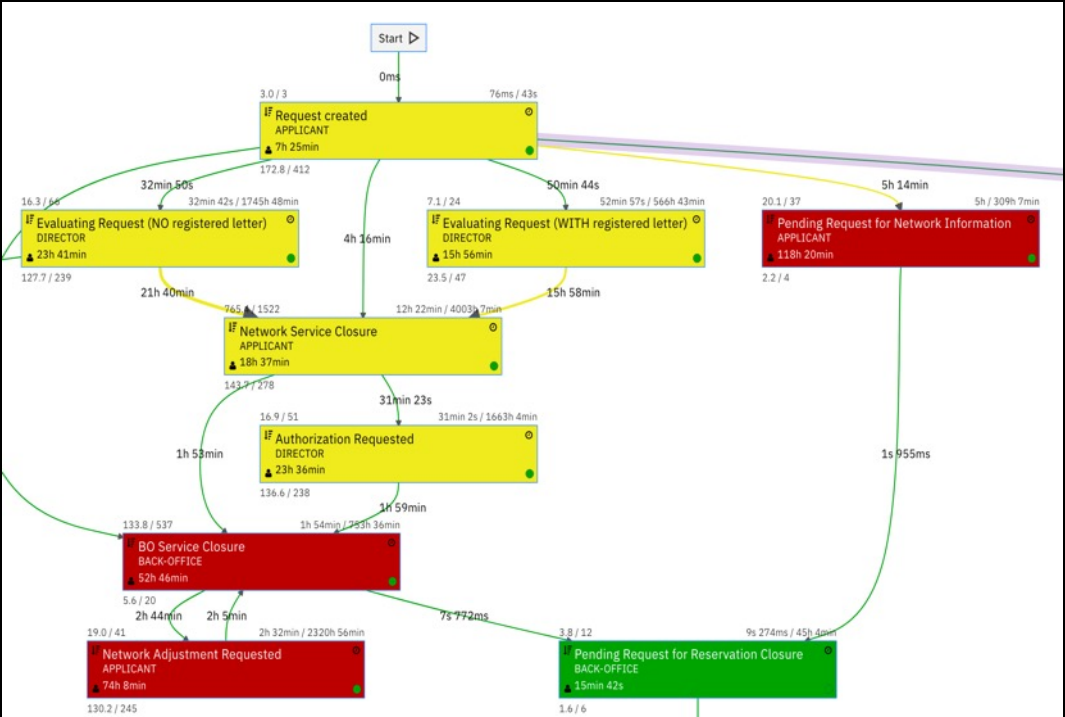 Start
0ms
3.0 / 3
76ms / 43s
Request created
APPLICANT
7h 25min
172.8 / 412
32min 50s
50min 44s
5h 14min
16.3 / 66
32min 42s / 1745h 48min
7.1 / 24
52min 57s / 566h 43min
20.1 / 37
5h / 309h 7min
Evaluating Request (NO registered letter)
DIRECTOR
23h 41min
4h 16min
Evaluating Request (WITH registered letter)
DIRECTOR
15h 56min
Pending Request for Network Information
APPLICANT
118h 20min
127.7 / 239
23.5 / 47
2.2 / 4
21h 40min
15h 58min
/ 1522
12h 22min / 4003h 7min
Network Service Closure
APPLICANT
18h 37min
143.7 / 278
31min 23s
16.9 / 51
31min 2s / 1663h 4min
Authorization Requested
DIRECTOR
23h 36min
1h 53min
1s 955ms
136.6 / 238
1h 59min
133.8 / 537
1h 54min / 753h 36min
BO Service Closure
BACK-OFFICE
52h 46min
5.6 / 20
2h 44min
2h 5min
7s 772ms
19.0 / 41
2h 32min / 2320h 56min
3.8 / 12
9s 274ms / 45h 4min
Network Adjustment Requested
APPLICANT
74h 8min
Pending Request for Reservation Closure
BACK-OFFICE
15min 42s
130.2 / 245
1.6 / 6